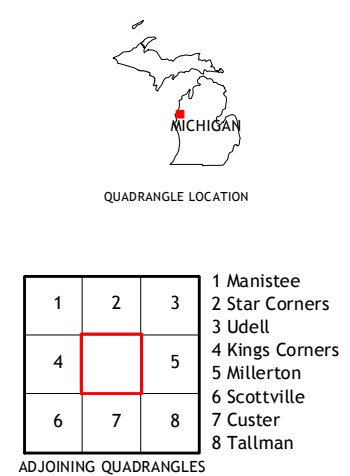 MICHIGAN
QUADRANGLE LOCATION
1 2 3
4 5
6 7 8
1 Manistee
2 Star Corners
3 Udell
4 Kings Corners
5 Millerton
6 Scottville
7 Custer
8 Tallman
ADJOINING QUADRANGLES